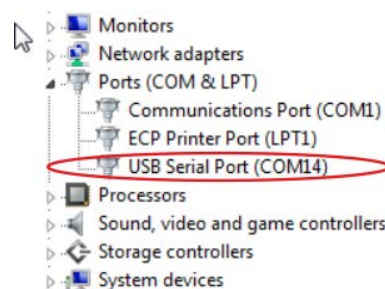 Monitors
Network adapters
Ports (COM & LPT)
Communications Port (COM1)
ECP Printer Port (LPT1)
USB Serial Port (COM14)
Processors
Sound, video and game controllers
Storage controllers
System devices